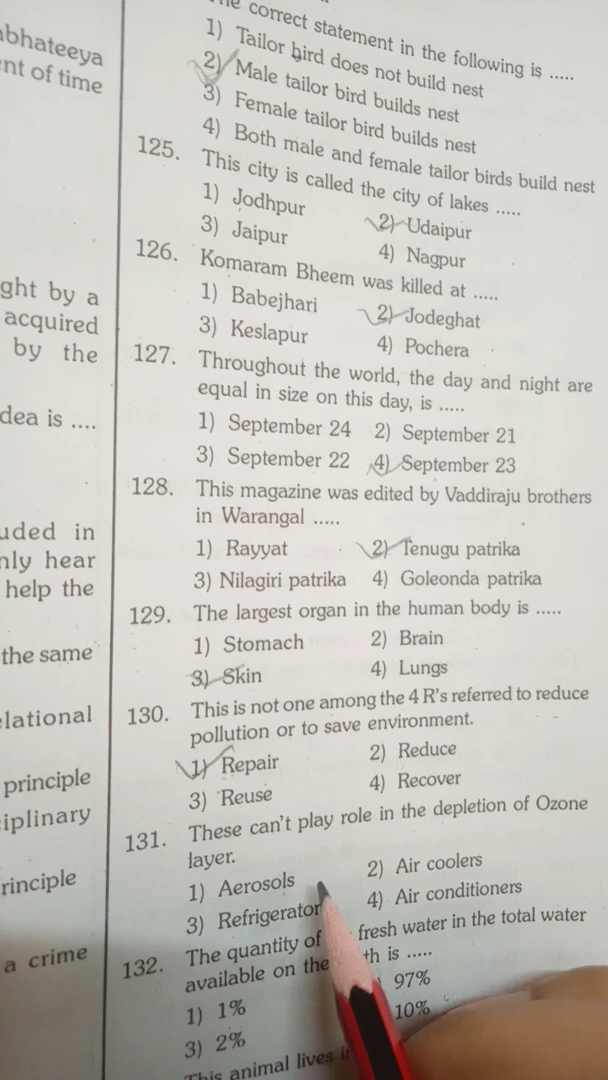 abhateeya
nt of time
ght by a
acquired
by the
dea is ....
uded in
nly hear
help the
the same
lational
principle
iplinary
rinciple
a crime
he correct statement in the following is .....
1) Tailor bird does not build nest
2) Male tailor bird builds nest
3) Female tailor bird builds nest
4) Both male and female tailor birds build nest
125. This city is called the city of lakes .....
1) Jodhpur 2) Udaipur
3) Jaipur 4) Nagpur
126. Komaram Bheem was killed at .....
1) Babejhari 2) Jodeghat
3) Keslapur 4) Pochera
127. Throughout the world, the day and night are
equal in size on this day, is .....
1) September 24 2) September 21
3) September 22 4) September 23
128. This magazine was edited by Vaddiraju brothers
in Warangal .....
1) Rayyat 2) Tenugu patrika
3) Nilagiri patrika 4) Goleonda patrika
129. The largest organ in the human body is .....
1) Stomach 2) Brain
3) Skin 4) Lungs
130. This is not one among the 4 R's referred to reduce
pollution or to save environment.
1) Repair 2) Reduce
3) Reuse 4) Recover
131. These can't play role in the depletion of Ozone
layer.
1) Aerosols 2) Air coolers
3) Refrigerator 4) Air conditioners
132. The quantity of fresh water in the total water
available on the th is .....
1) 1% 97%
3) 2% 10%
This animal lives i